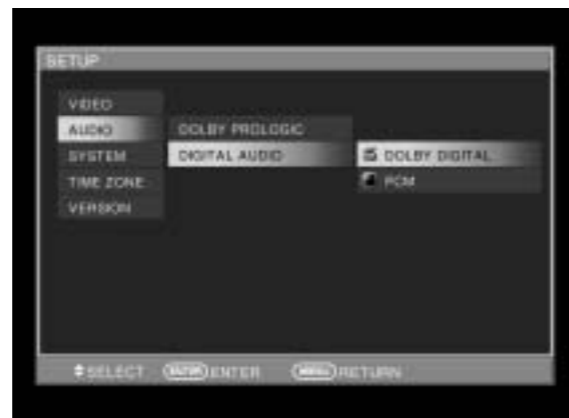 SETUP
VIDEO
AUDIO
SYSTEM
TIME ZONE
VERSION
DOLBY PROLOGIC
DIGITAL AUDIO
DOLBY DIGITAL
PCM
SELECT ENTER RETURN